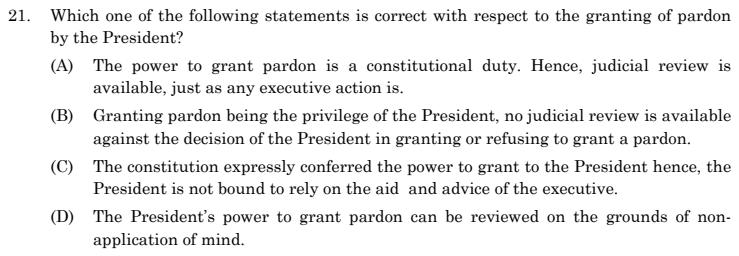 21. Which one of the following statements is correct with respect to the granting of pardon
by the President?
(A) The power to grant pardon is a constitutional duty. Hence, judicial review is
available, just as any executive action is.
(B) Granting pardon being the privilege of the President, no judicial review is available
against the decision of the President in granting or refusing to grant a pardon.
(C) The constitution expressly conferred the power to grant to the President hence, the
President is not bound to rely on the aid and advice of the executive.
(D) The President's power to grant pardon can be reviewed on the grounds of non-
application of mind.